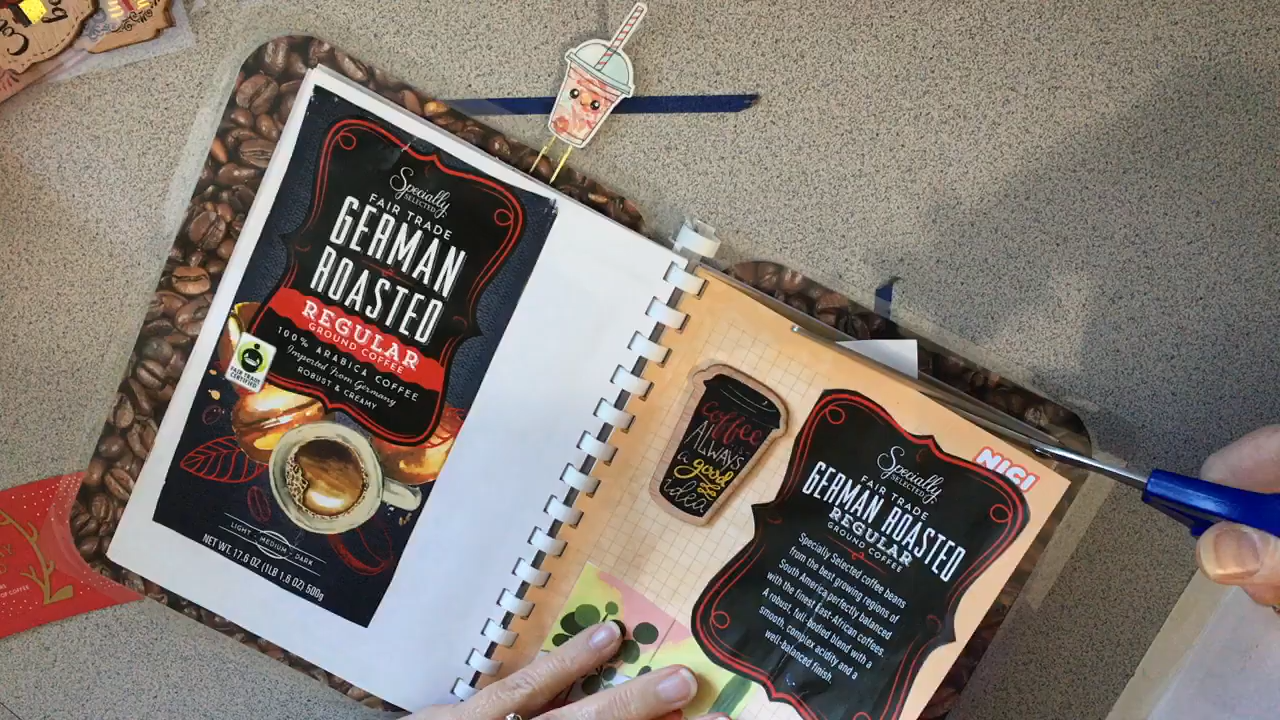 Specially
SELECTED
FAIR TRADE
GERMAN
ROASTED
REGULAR
GROUND COFFEE
100% ARABICA COFFEE
Imported From Germany
ROBUST & CREAMY
FAIR TRADE
CERTIFIED
LIGHT - MEDIUM - DARK
NET WT. 17.6 OZ (1LB 1.6 OZ) 500g
coffee
ALWAYS
a good
idea
NICI
Specially
SELECTED
FAIR TRADE
GERMAN ROASTED
REGULAR
GROUND COFFEE
Specially Selected coffee beans
from the best growing regions of
South America perfectly balanced
with the finest East-African coffees.
A robust, full-bodied blend with a
smooth, complex acidity and a
well-balanced finish.
OF COFFEE